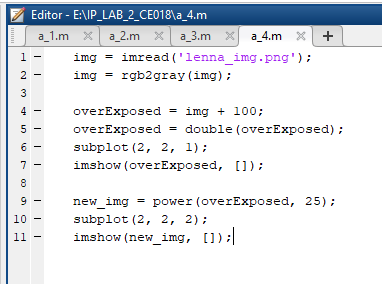 Editor - E:\IP_LAB_2_CE018\a_4.m
a_1.m × a_2.m × a_3.m × a_4.m × +
1 - img = imread('lenna_img.png');
2 - img = rgb2gray(img);
3
4 - overExposed = img + 100;
5 - overExposed = double(overExposed);
6 - subplot(2, 2, 1);
7 - imshow(overExposed, []);
8
9 - new_img = power(overExposed, 25);
10 - subplot(2, 2, 2);
11 - imshow(new_img, []);